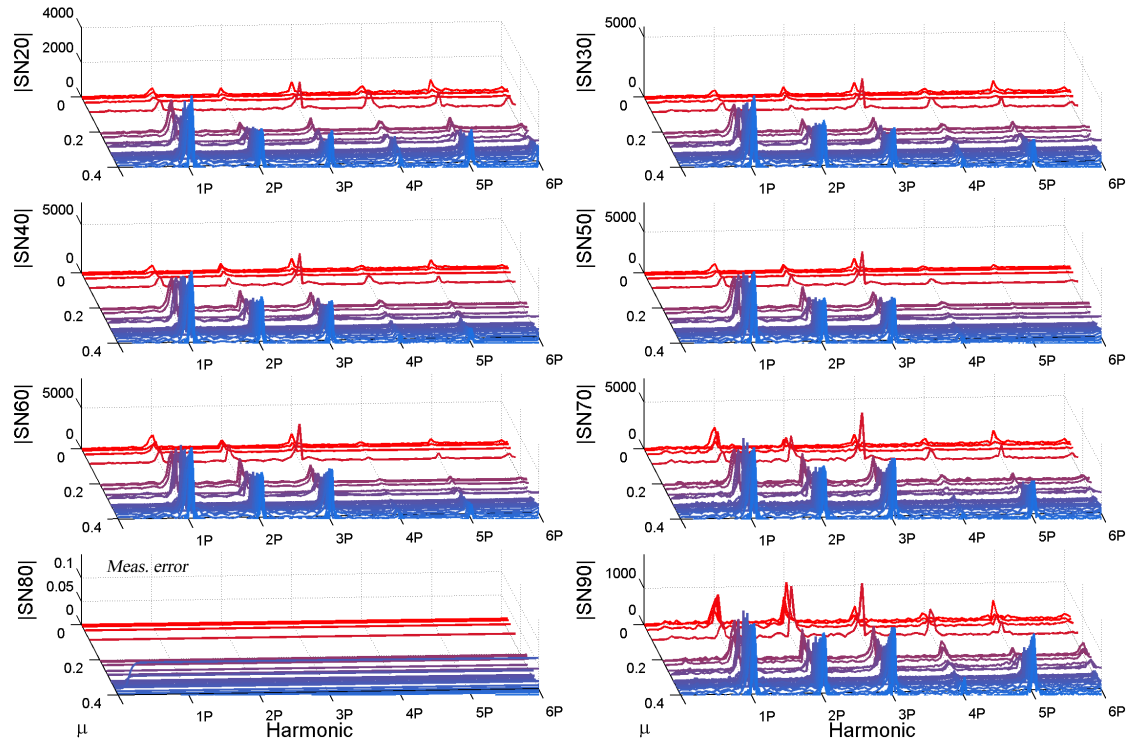 |SN20|
4000
2000
0
0
0.2
0.4
1P
2P
3P
4P
5P
6P
|SN30|
5000
0
0
0.2
0.4
1P
2P
3P
4P
5P
6P
|SN40|
5000
0
0
0.2
0.4
1P
2P
3P
4P
5P
6P
|SN50|
5000
0
0
0.2
0.4
1P
2P
3P
4P
5P
6P
|SN60|
5000
0
0
0.2
0.4
1P
2P
3P
4P
5P
6P
|SN70|
5000
0
0
0.2
0.4
1P
2P
3P
4P
5P
6P
|SN80|
Meas. error
0.1
0.05
0
0
0.2
0.4
1P
2P
3P
4P
5P
6P
μ
Harmonic
|SN90|
1000
0
0
0.2
0.4
1P
2P
3P
4P
5P
6P
μ
Harmonic